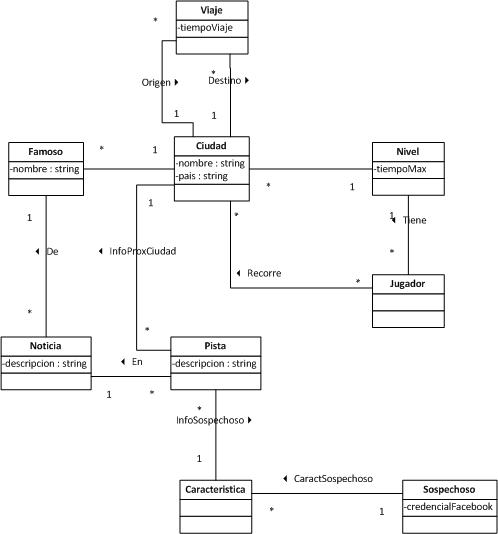 Viaje
*
-tiempoViaje
*
Origen
Destino
1
1
Famoso
Ciudad
Nivel
*
1
-nombre : string
-nombre : string
-pais : string
-tiempoMax
*
1
1
1
*
1
Tiene
De
InfoProxCiudad
*
Recorre
*
Jugador
*
*
Noticia
Pista
-descripcion : string
En
-descripcion : string
1
*
*
InfoSospechoso
1
Caracteristica
CaractSospechoso
Sospechoso
-credencialFacebook
*
1